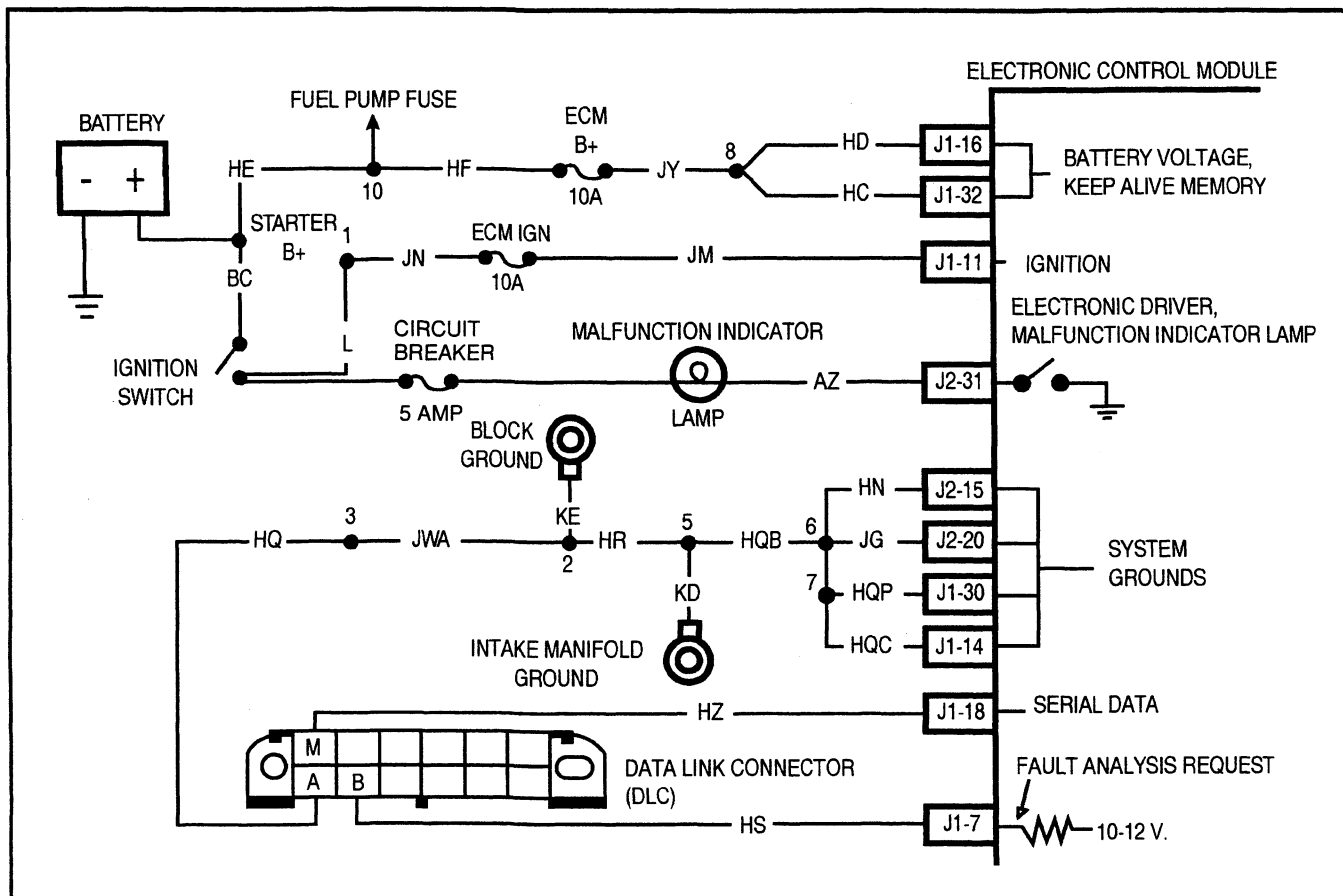 ELECTRONIC CONTROL MODULE
FUEL PUMP FUSE
ECM
B+
10A
BATTERY
- +
HE
10
HF
JY
8
HD
J1-16
HC
J1-32
BATTERY VOLTAGE,
KEEP ALIVE MEMORY
STARTER
B+
1
JN
ECM IGN
10A
JM
J1-11
IGNITION
BC
L
IGNITION
SWITCH
CIRCUIT
BREAKER
5 AMP
MALFUNCTION INDICATOR
LAMP
AZ
J2-31
ELECTRONIC DRIVER,
MALFUNCTION INDICATOR LAMP
BLOCK
GROUND
KE
HQ
3
JWA
2
HR
5
HQB
6
7
KD
INTAKE MANIFOLD
GROUND
HN
J2-15
JG
J2-20
HQP
J1-30
HQC
J1-14
SYSTEM
GROUNDS
HZ
J1-18
SERIAL DATA
M
A B
DATA LINK CONNECTOR
(DLC)
HS
J1-7
FAULT ANALYSIS REQUEST
10-12 V.